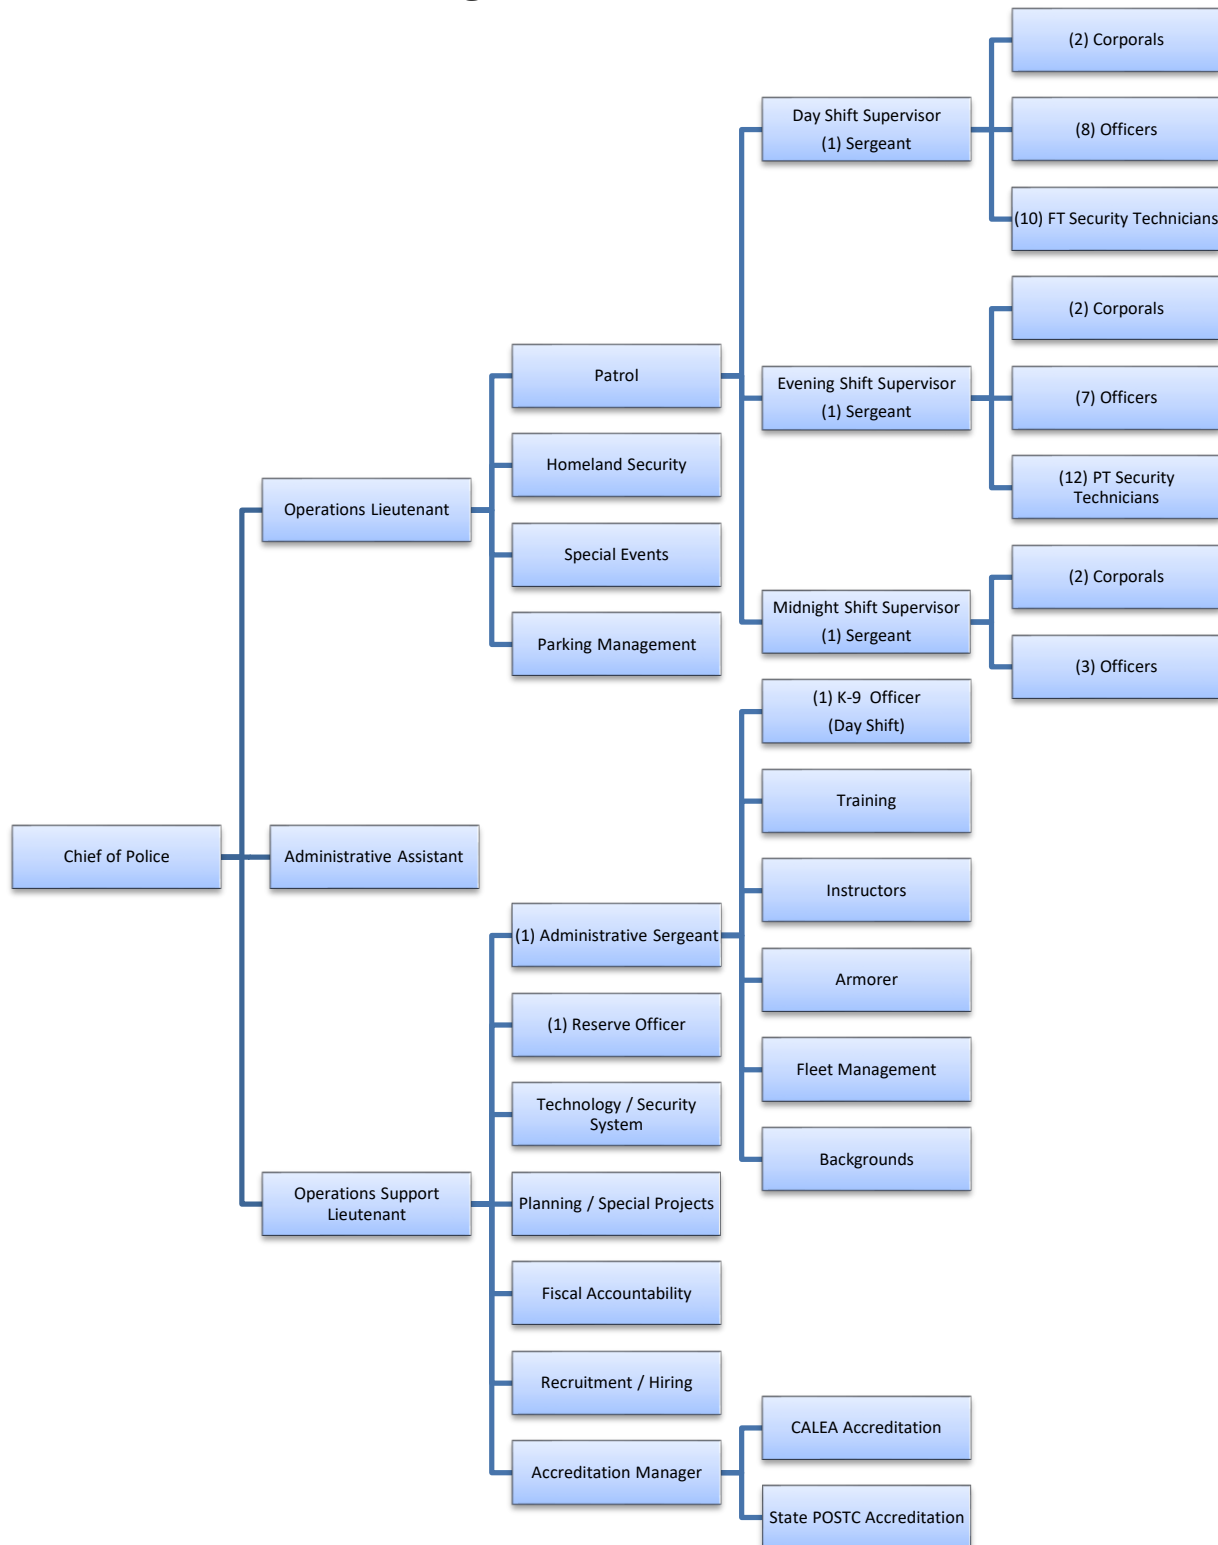 (2) Corporals
Day Shift Supervisor
(1) Sergeant
(8) Officers
(10) FT Security Technicians
(2) Corporals
Patrol
Evening Shift Supervisor
(1) Sergeant
(7) Officers
Homeland Security
(12) PT Security
Technicians
Operations Lieutenant
Special Events
(2) Corporals
Midnight Shift Supervisor
(1) Sergeant
Parking Management
(3) Officers
(1) K-9 Officer
(Day Shift)
Training
Chief of Police
Administrative Assistant
Instructors
(1) Administrative Sergeant
Armorer
(1) Reserve Officer
Fleet Management
Technology / Security
System
Backgrounds
Operations Support
Lieutenant
Planning / Special Projects
Fiscal Accountability
Recruitment / Hiring
CALEA Accreditation
Accreditation Manager
State POSTC Accreditation